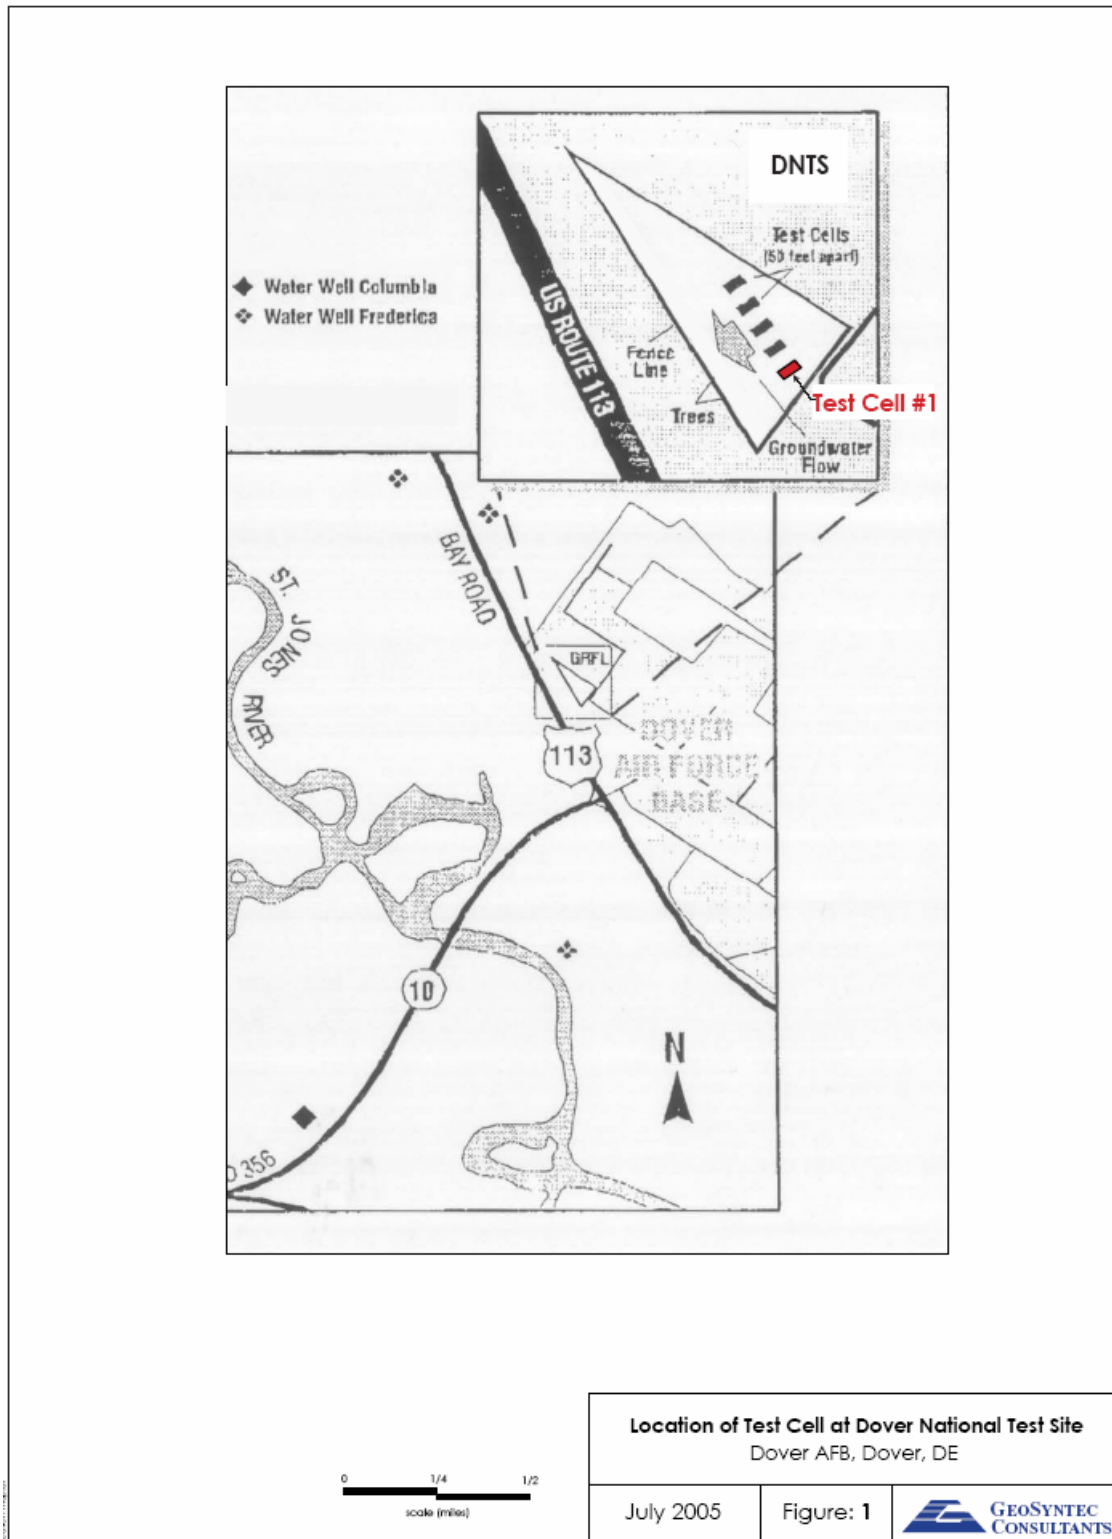 DNTS
Test Cells
(50 feet apart)
Water Well Columbia
Water Well Frederica
US ROUTE 113
Fence
Line
Trees
Test Cell #1
Groundwater
Flow
BAY ROAD
ST. JONES RIVER
GRFL
113
DOVER
AIR FORCE
BASE
10
N
356
Location of Test Cell at Dover National Test Site
Dover AFB, Dover, DE
0 1/4 1/2
scale (miles)
July 2005
Figure: 1
GEOSYNTEC
CONSULTANTS